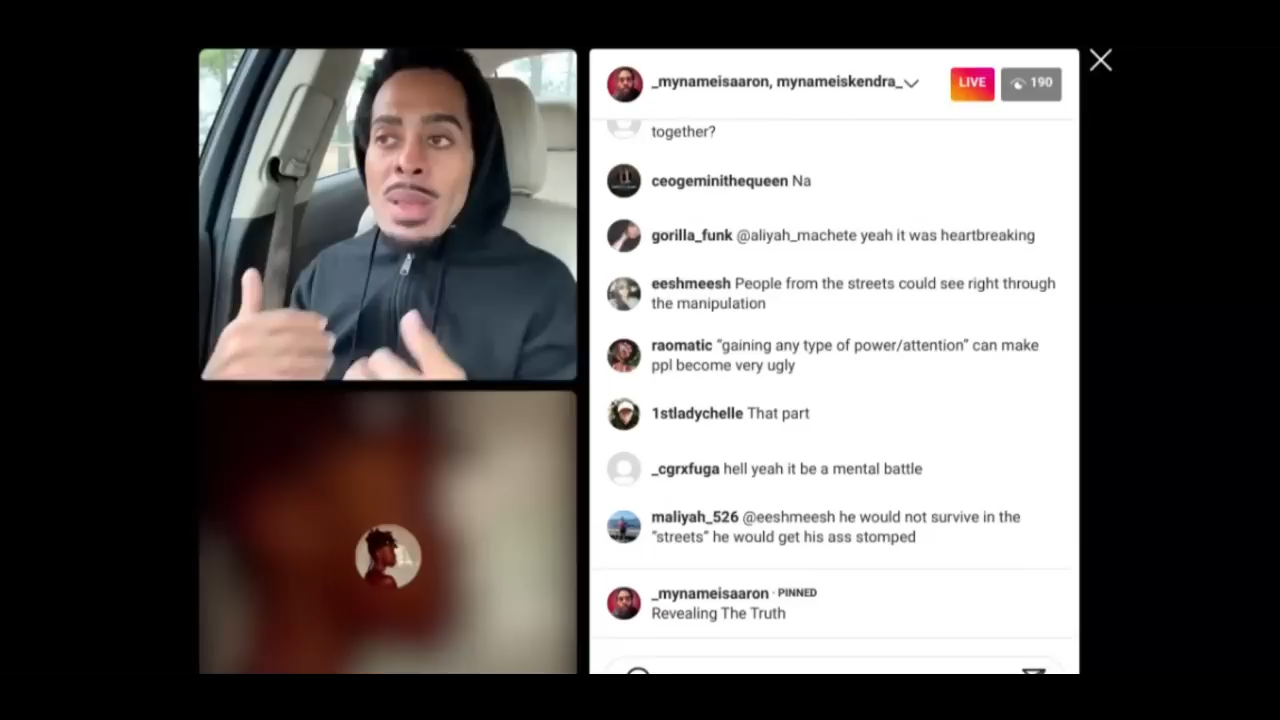 _mynameisaaron, mynameiskendra_
LIVE
190
together?
ceogeminithequeen Na
gorilla_funk @aliyah_machete yeah it was heartbreaking
eeshmeesh People from the streets could see right through
the manipulation
raomatic “gaining any type of power/attention” can make
ppl become very ugly
1stladychelle That part
_cgrxfuga hell yeah it be a mental battle
maliyah_526 @eeshmeesh he would not survive in the
“streets” he would get his ass stomped
_mynameisaaron · PINNED
Revealing The Truth